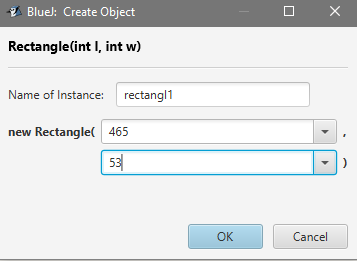 BlueJ: Create Object
Rectangle(int l, int w)
Name of Instance: rectangl1
new Rectangle( 465 ,
53 )
OK Cancel